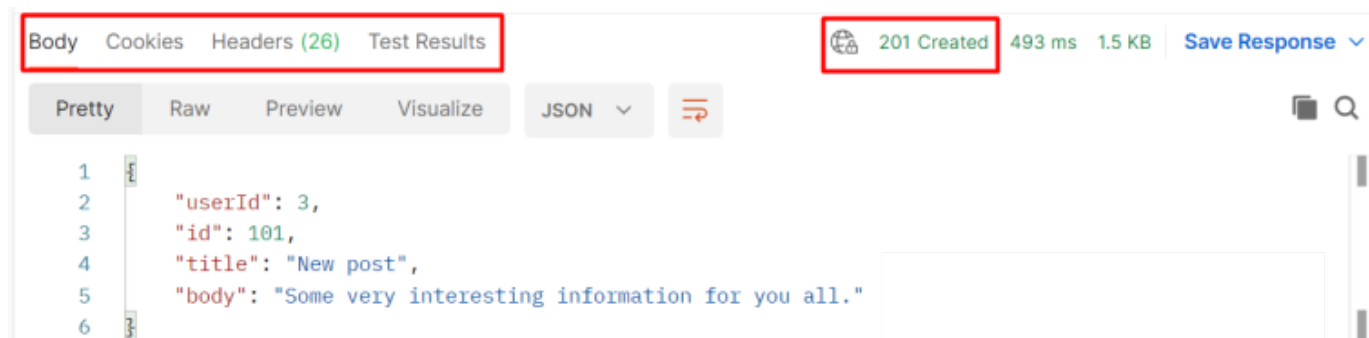 Body Cookies Headers (26) Test Results 201 Created 493 ms 1.5 KB Save Response
Pretty Raw Preview Visualize JSON
1 {
2 "userId": 3,
3 "id": 101,
4 "title": "New post",
5 "body": "Some very interesting information for you all."
6 }